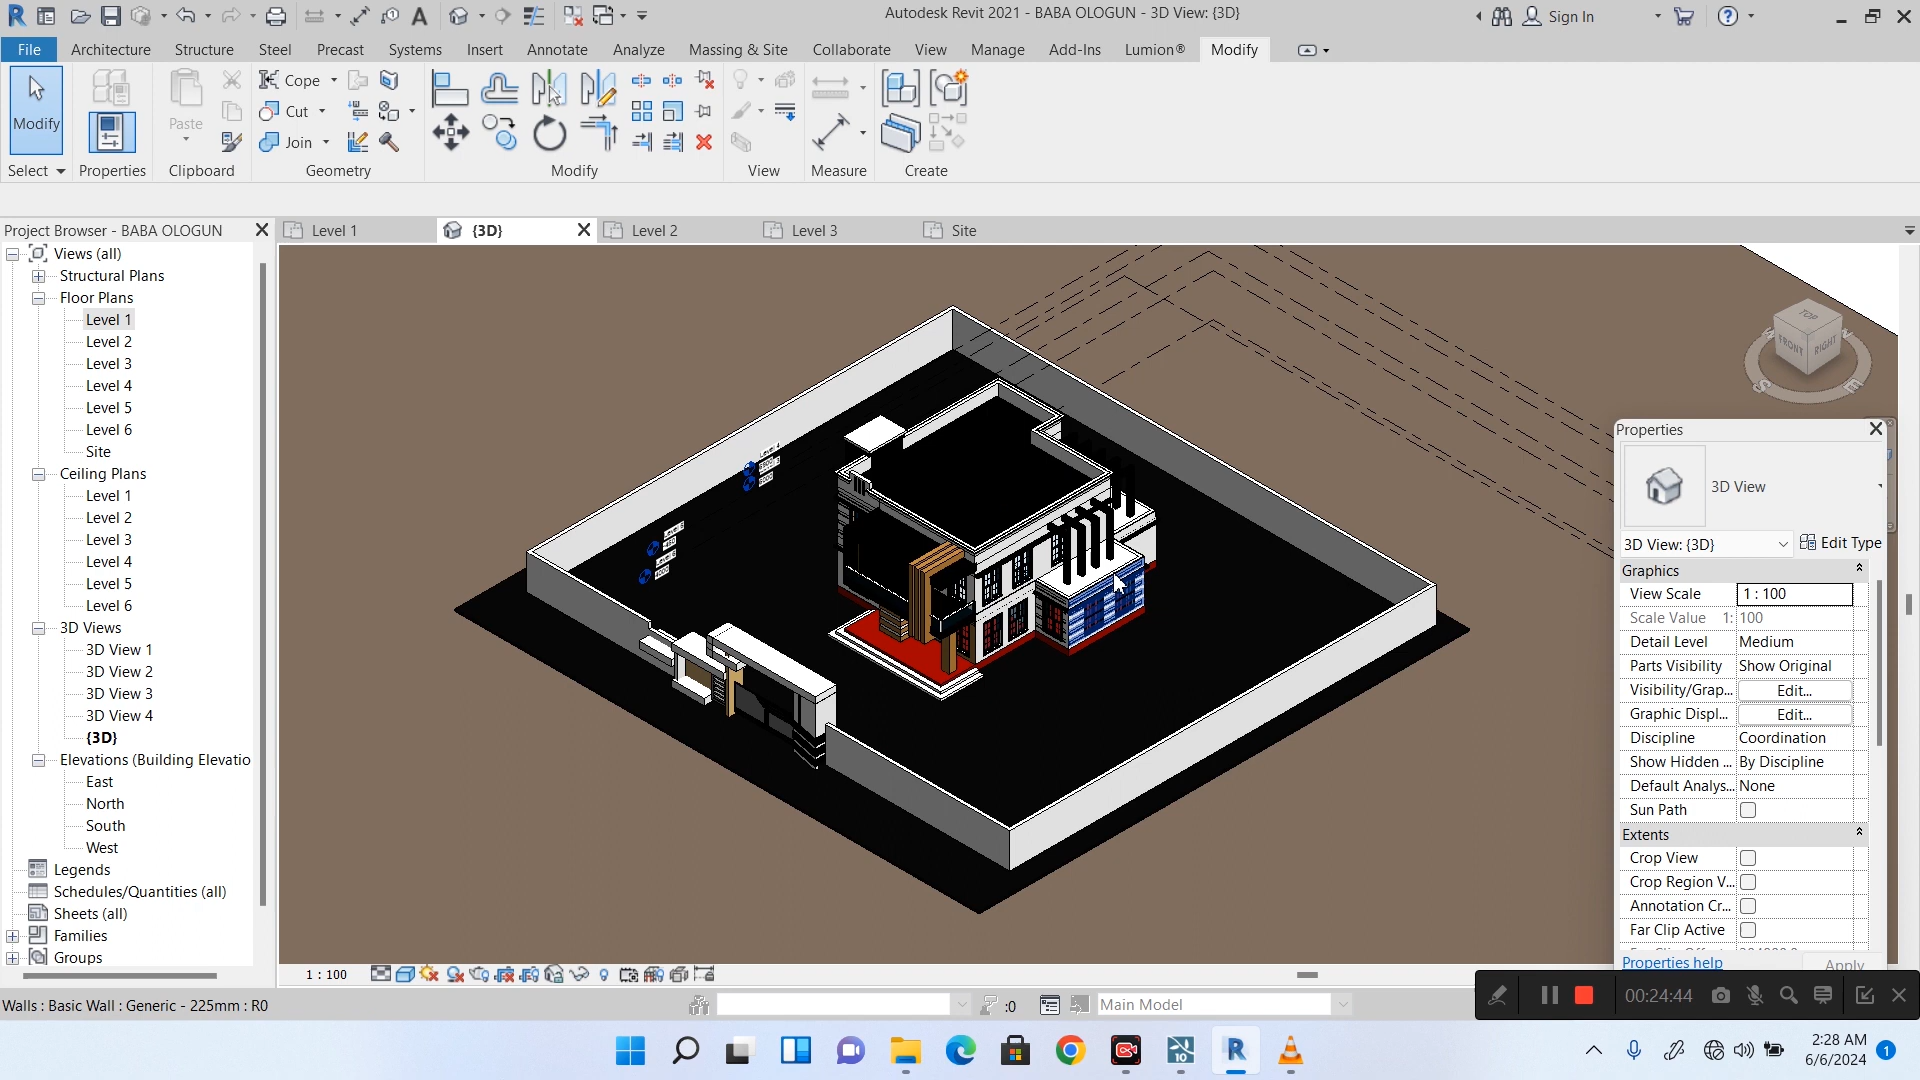 Autodesk Revit 2021 - BABA OLOGUN - 3D View: {3D}
Sign In
File
Architecture
Structure
Steel
Precast
Systems
Insert
Annotate
Analyze
Massing & Site
Collaborate
View
Manage
Add-Ins
Lumion®
Modify
Modify
Paste
Cope
Cut
Join
Select
Properties
Clipboard
Geometry
Modify
View
Measure
Create
Project Browser - BABA OLOGUN
Level 1
{3D}
Level 2
Level 3
Site
Views (all)
Structural Plans
Floor Plans
Level 1
Level 2
Level 3
Level 4
Level 5
Level 6
Site
Ceiling Plans
Level 1
Level 2
Level 3
Level 4
Level 5
Level 6
3D Views
3D View 1
3D View 2
3D View 3
3D View 4
{3D}
Elevations (Building Elevatio
East
North
South
West
Legends
Schedules/Quantities (all)
Sheets (all)
Families
Groups
TOP
FRONT
RIGHT
S
E
Properties
3D View
3D View: {3D}
Edit Type
Graphics
View Scale
1 : 100
Scale Value 1:
100
Detail Level
Medium
Parts Visibility
Show Original
Visibility/Grap...
Edit...
Graphic Displ...
Edit...
Discipline
Coordination
Show Hidden ...
By Discipline
Default Analys...
None
Sun Path
Extents
Crop View
Crop Region V...
Annotation Cr...
Far Clip Active
Properties help
Apply
1 : 100
Walls : Basic Wall : Generic - 225mm : R0
:0
Main Model
00:24:44
10
R
2:28 AM
6/6/2024
1